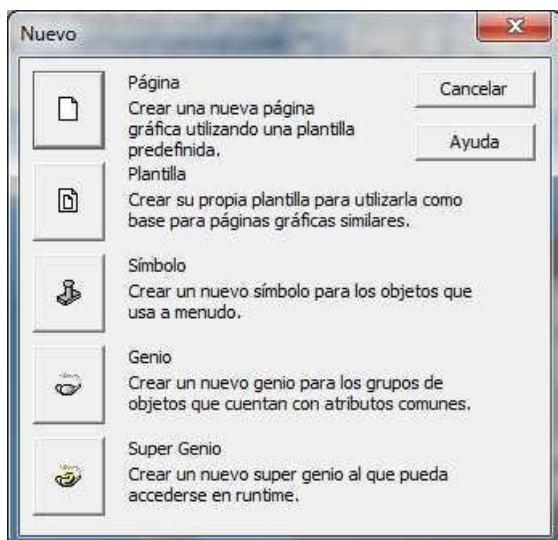 Nuevo
Página
Crear una nueva página
gráfica utilizando una plantilla
predefinida.
Cancelar
Ayuda
Plantilla
Crear su propia plantilla para utilizarla como
base para páginas gráficas similares.
Símbolo
Crear un nuevo símbolo para los objetos que
usa a menudo.
Genio
Crear un nuevo genio para los grupos de
objetos que cuentan con atributos comunes.
Super Genio
Crear un nuevo super genio al que pueda
accederse en runtime.